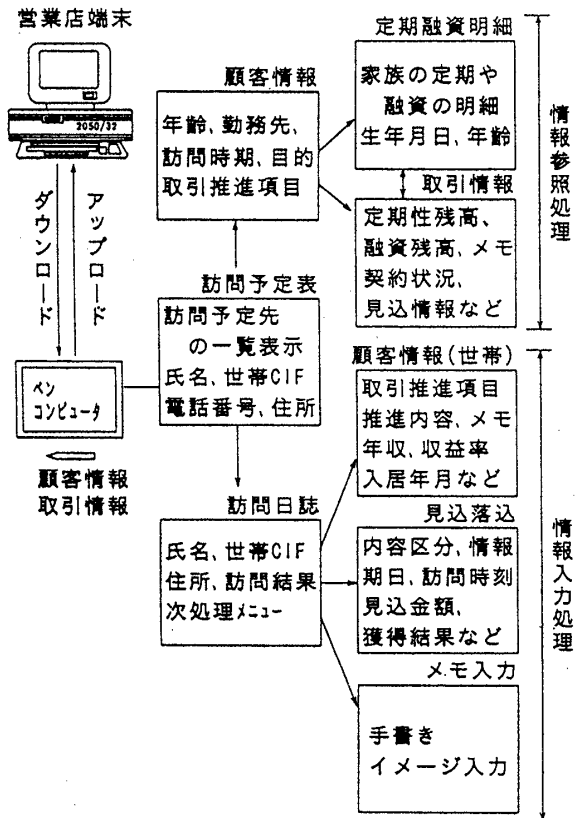 営業店端末
2050/32
ダウンロード
アップロード
ペン
コンピュータ
顧客情報
取引情報
顧客情報
年齢、勤務先、
訪問時期、目的
取引推進項目
訪問予定表
訪問予定先
の一覧表示
氏名、世帯CIF
電話番号、住所
訪問日誌
氏名、世帯CIF
住所、訪問結果
次処理メニュー
定期融資明細
家族の定期や
融資の明細
生年月日、年齢
取引情報
定期性残高、
融資残高、メモ
契約状況、
見込情報など
情報参照処理
顧客情報(世帯)
取引推進項目
推進内容、メモ
年収、収益率
入居年月など
見込落込
内容区分、情報
期日、訪問時刻
見込金額、
獲得結果など
メモ入力
手書き
イメージ入力
情報入力処理